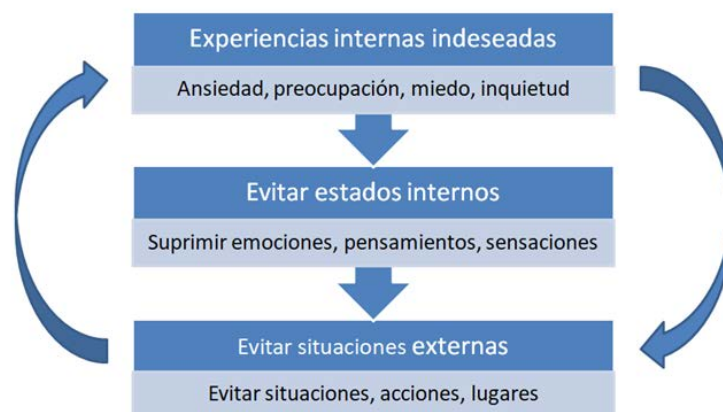 Experiencias internas indeseadas
Ansiedad, preocupación, miedo, inquietud
Evitar estados internos
Suprimir emociones, pensamientos, sensaciones
Evitar situaciones externas
Evitar situaciones, acciones, lugares